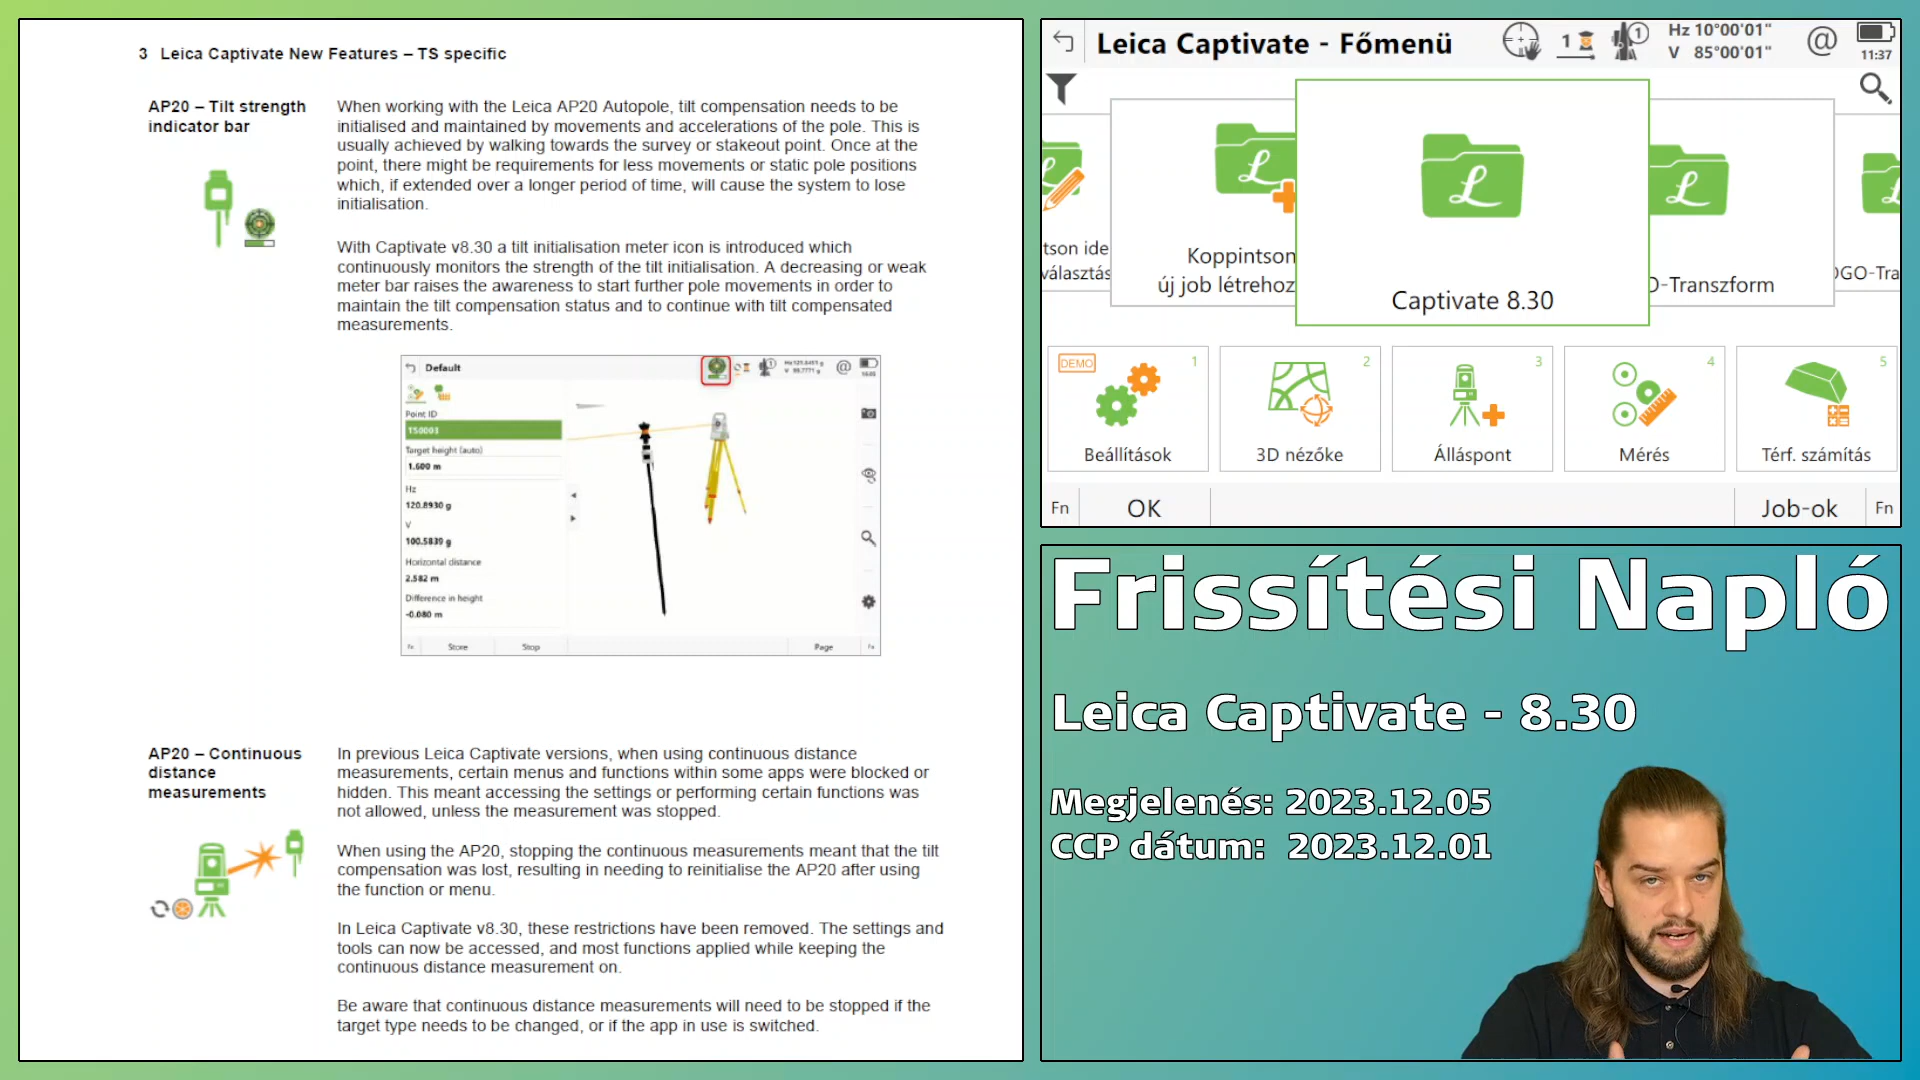 3 Leica Captivate New Features – TS specific
AP20 – Tilt strength
indicator bar
When working with the Leica AP20 Autopole, tilt compensation needs to be
initialised and maintained by movements and accelerations of the pole. This is
usually achieved by walking towards the survey or stakeout point. Once at the
point, there might be requirements for less movements or static pole positions
which, if extended over a longer period of time, will cause the system to lose
initialisation.
With Captivate v8.30 a tilt initialisation meter icon is introduced which
continuously monitors the strength of the tilt initialisation. A decreasing or weak
meter bar raises the awareness to start further pole movements in order to
maintain the tilt compensation status and to continue with tilt compensated
measurements.
Default
Point ID
TS0003
Target height (auto)
1.600 m
Hz
120.8930 g
V
100.5839 g
Horizontal distance
2.582 m
Difference in height
-0.080 m
Fn Store Stop Page Fn
AP20 – Continuous
distance
measurements
In previous Leica Captivate versions, when using continuous distance
measurements, certain menus and functions within some apps were blocked or
hidden. This meant accessing the settings or performing certain functions was
not allowed, unless the measurement was stopped.
When using the AP20, stopping the continuous measurements meant that the tilt
compensation was lost, resulting in needing to reinitialise the AP20 after using
the function or menu.
In Leica Captivate v8.30, these restrictions have been removed. The settings and
tools can now be accessed, and most functions applied while keeping the
continuous distance measurement on.
Be aware that continuous distance measurements will need to be stopped if the
target type needs to be changed, or if the app in use is switched.
Leica Captivate - Főmenü
1
1
Hz 10°00'01"
V 85°00'01"
@
11:37
tson ide
választás
Koppintson
új job létrehoz
Captivate 8.30
O-Transzform
OGO-Tra
DEMO
1
Beállítások
2
3D nézőke
3
Álláspont
4
Mérés
5
Térf. számítás
Fn OK Job-ok Fn
Frissítési Napló
Leica Captivate - 8.30
Megjelenés: 2023.12.05
CCP dátum: 2023.12.01